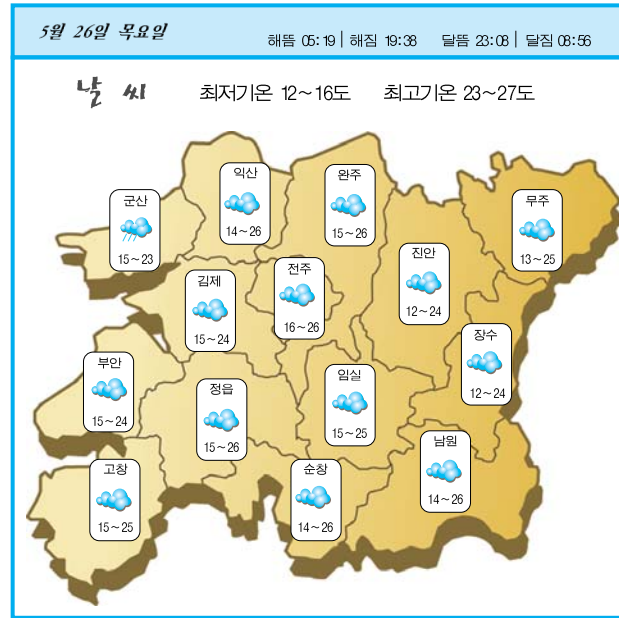 5월 26일 목요일
해뜸 05:19 | 해짐 19:38 달뜸 23:08 | 달짐 08:56
날 씨 최저기온 12~16도 최고기온 23~27도
익산
14~26
완주
15~26
군산
15~23
무주
13~25
진안
12~24
김제
15~24
전주
16~26
장수
12~24
부안
15~24
정읍
15~26
임실
15~25
남원
14~26
고창
15~25
순창
14~26